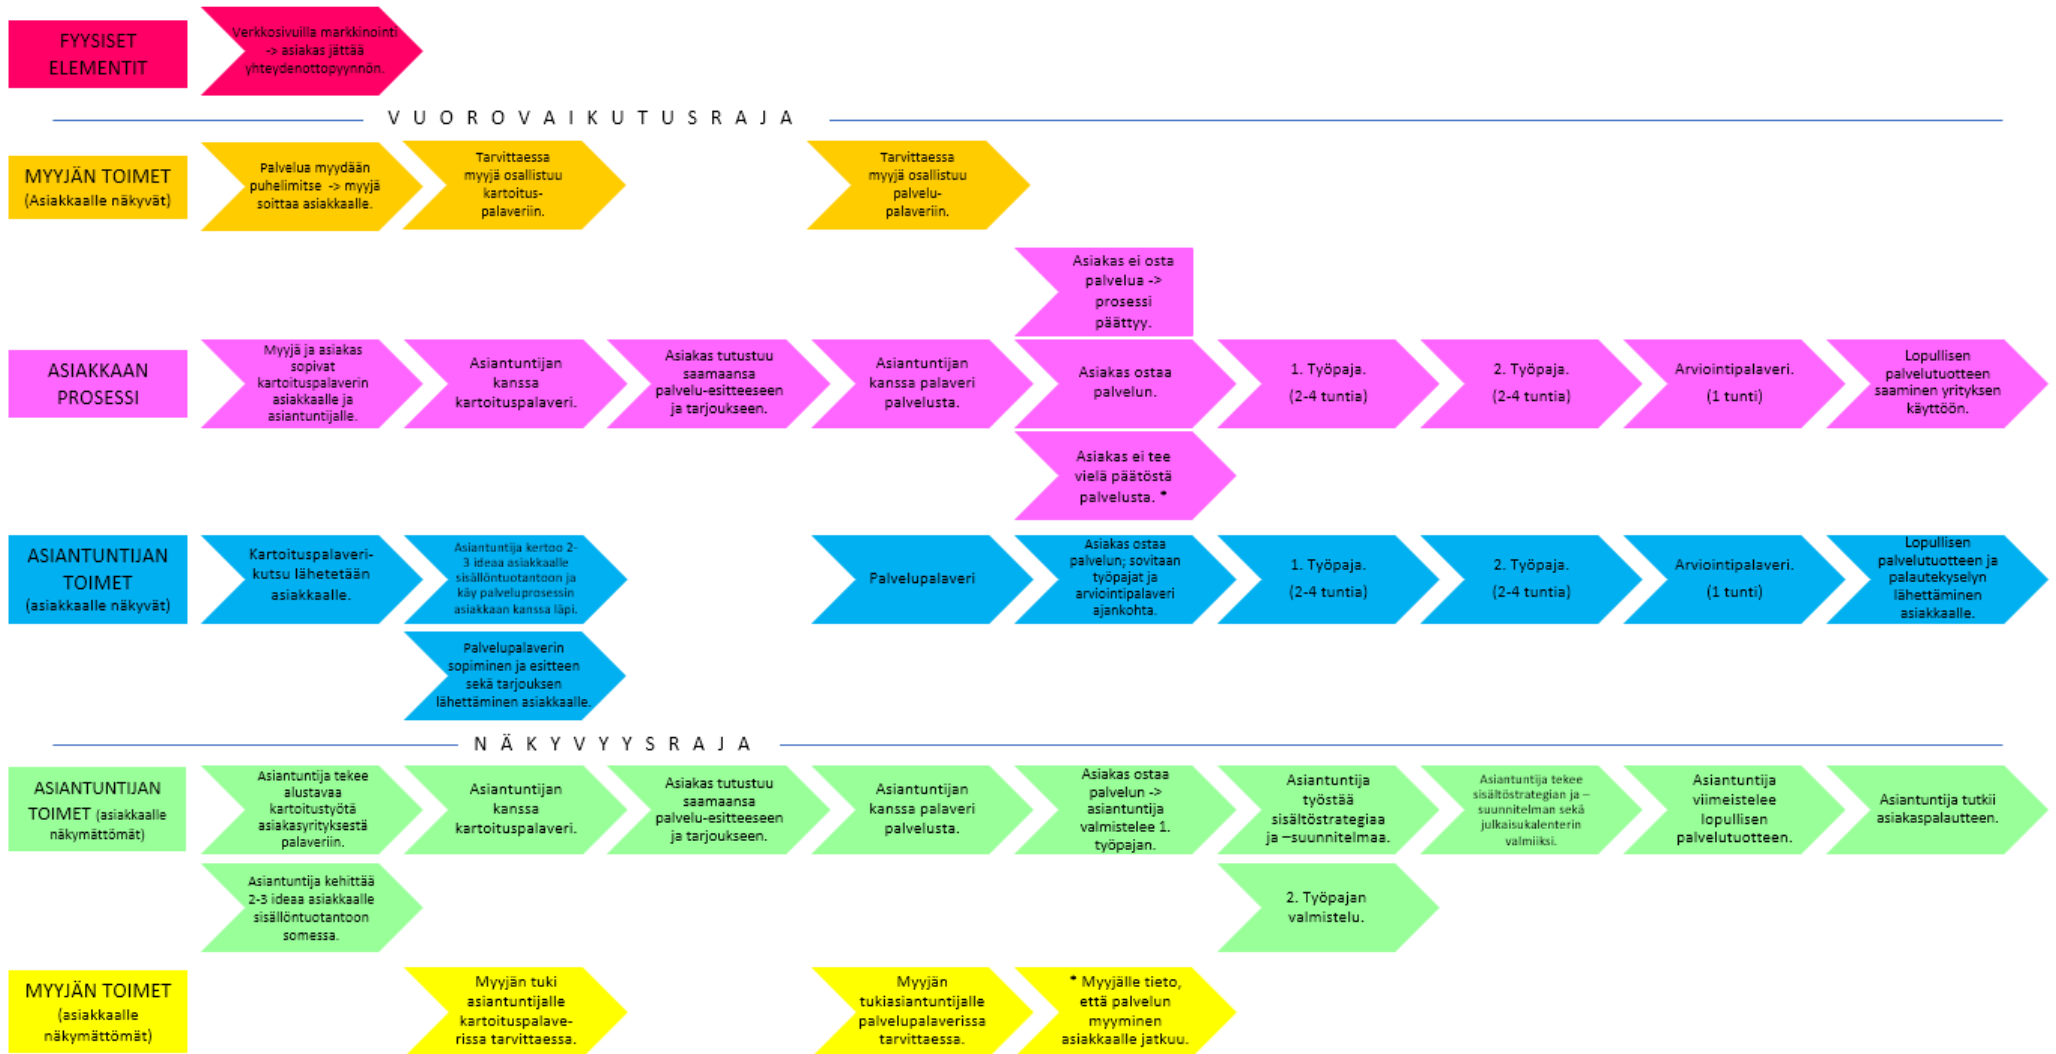 FYYSISET
ELEMENTIT
Verkkosivuilla markkinointi
-> asiakas jättää
yhteydenottopyynnön.
VUOROVAIKUTUSRAJA
MYYJÄN TOIMET
(Asiakkaalle näkyvät)
Palvelua myydään
puhelimitse -> myyjä
soittaa asiakkaalle.
Tarvittaessa
myyjä osallistuu
kartoitus-
palaveriin.
Tarvittaessa
myyjä osallistuu
palvelu-
palaveriin.
Asiakas ei osta
palvelua ->
prosessi
päättyy.
ASIAKKAAN
PROSESSI
Myyjä ja asiakas
sopivat
kartoituspalaverin
asiakkaalle ja
asiantuntijalle.
Asiantuntijan
kanssa
kartoituspalaveri.
Asiakas tutustuu
saamaansa
palvelu-esitteeseen
ja tarjoukseen.
Asiantuntijan
kanssa palaveri
palvelusta.
Asiakas ostaa
palvelun.
1. Työpaja.
(2-4 tuntia)
2. Työpaja.
(2-4 tuntia)
Arviointipalaveri.
(1 tunti)
Lopullisen
palvelutuotteen
saaminen yrityksen
käyttöön.
Asiakas ei tee
vielä päätöstä
palvelusta. *
ASIANTUNTIJAN
TOIMET
(asiakkaalle näkyvät)
Kartoituspalaveri-
kutsu lähetetään
asiakkaalle.
Asiantuntija kertoo 2-
3 ideaa asiakkaalle
sisällöntuotantoon ja
käy palveluprosessin
asiakkaan kanssa läpi.
Palvelupalaveri
Asiakas ostaa
palvelun; sovitaan
työpajat ja
arviointipalaveri
ajankohta.
1. Työpaja.
(2-4 tuntia)
2. Työpaja.
(2-4 tuntia)
Arviointipalaveri.
(1 tunti)
Lopullisen
palvelutuotteen ja
palautekyselyn
lähettäminen
asiakkaalle.
Palvelupalaverin
sopiminen ja esitteen
sekä tarjouksen
lähettäminen asiakkaalle.
NÄKYVYYSRAJA
ASIANTUNTIJAN
TOIMET (asiakkaalle
näkymättömät)
Asiantuntija tekee
alustavaa
kartoitustyötä
asiakasyrityksestä
palaveriin.
Asiantuntijan
kanssa
kartoituspalaveri.
Asiakas tutustuu
saamaansa
palvelu-esitteeseen
ja tarjoukseen.
Asiantuntijan
kanssa palaveri
palvelusta.
Asiakas ostaa
palvelun ->
asiantuntija
valmistelee 1.
työpajan.
Asiantuntija
työstää
sisältöstrategiaa
ja –suunnitelmaa.
Asiantuntija tekee
sisältöstrategian ja –
suunnitelman sekä
julkaisukalenterin
valmiiksi.
Asiantuntija
viimeistelee
lopullisen
palvelutuotteen.
Asiantuntija tutkii
asiakaspalautteen.
Asiantuntija kehittää
2-3 ideaa asiakkaalle
sisällöntuotantoon
somessa.
2. Työpajan
valmistelu.
MYYJÄN TOIMET
(asiakkaalle
näkymättömät)
Myyjän tuki
asiantuntijalle
kartoituspalave-
rissa tarvittaessa.
Myyjän
tukiasiantuntijalle
palvelupalaverissa
tarvittaessa.
* Myyjälle tieto,
että palvelun
myyminen
asiakkaalle jatkuu.